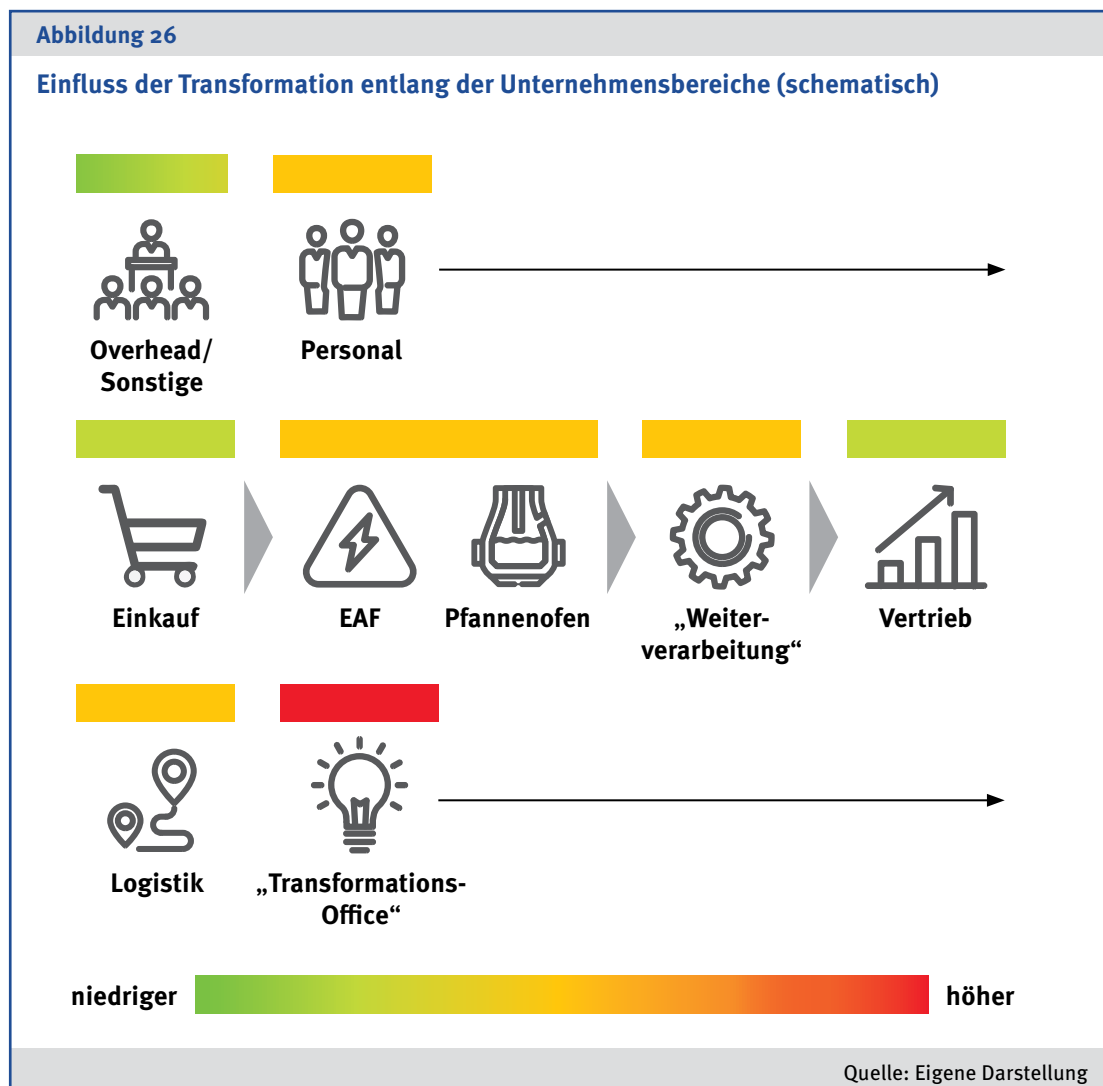 Abbildung 26
Einfluss der Transformation entlang der Unternehmensbereiche (schematisch)
Overhead/
Sonstige
Personal
Einkauf
EAF
Pfannenofen
„Weiter-
verarbeitung“
Vertrieb
Logistik
„Transformations-
Office“
niedriger
höher
Quelle: Eigene Darstellung